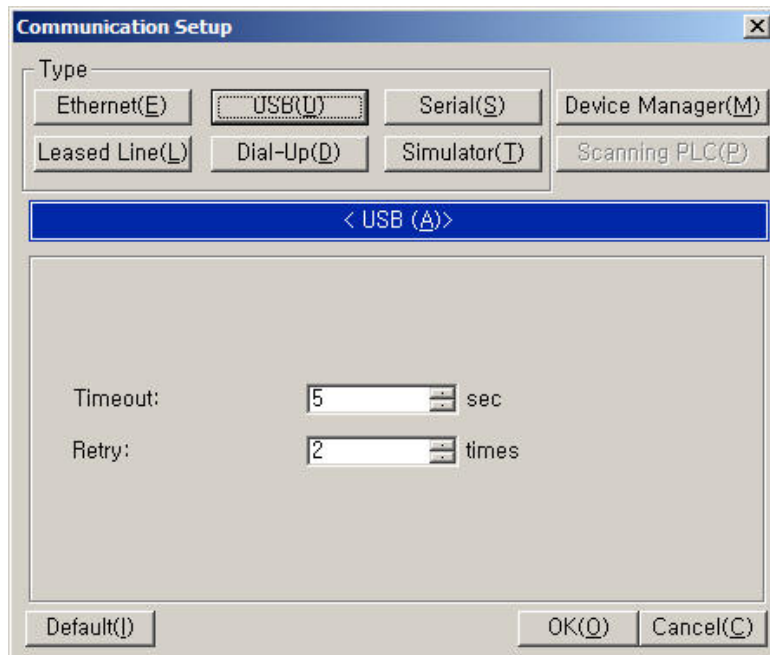 Communication Setup
Type
Ethernet(E) USB(U) Serial(S) Device Manager(M)
Leased Line(L) Dial-Up(D) Simulator(T) Scanning PLC(P)
< USB (A)>
Timeout: 5 sec
Retry: 2 times
Default(I) OK(O) Cancel(C)